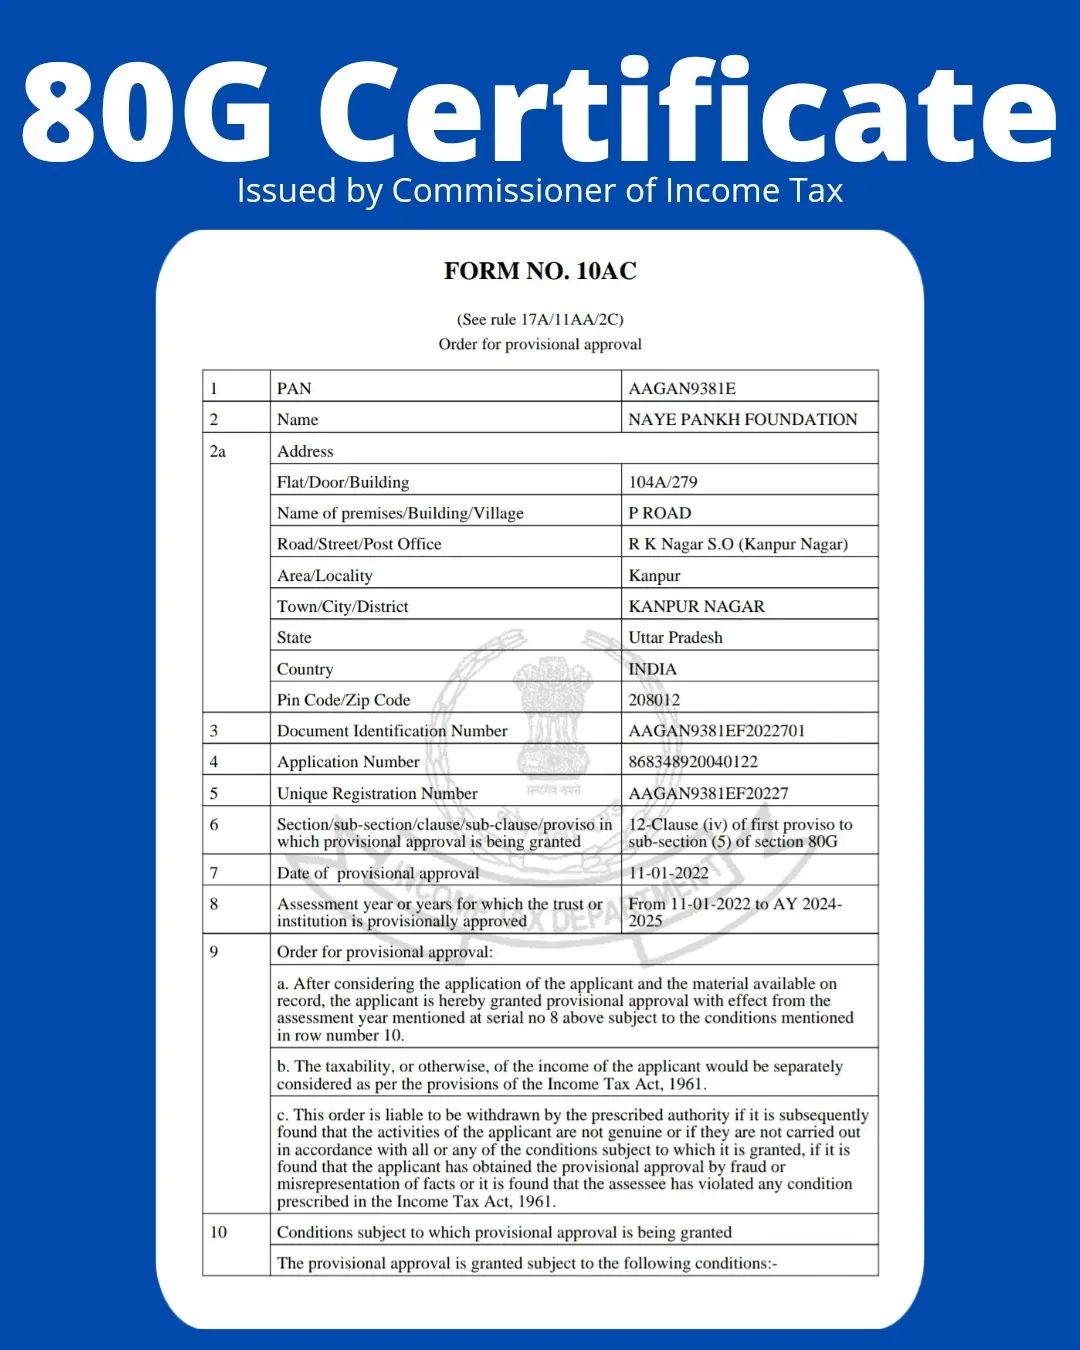 80G Certificate
Issued by Commissioner of Income Tax
FORM NO. 10AC
(See rule 17A/11AA/2C)
Order for provisional approval
1 PAN AAGAN9381E
2 Name NAYE PANKH FOUNDATION
2a Address
Flat/Door/Building 104A/279
Name of premises/Building/Village P ROAD
Road/Street/Post Office R K Nagar S.O (Kanpur Nagar)
Area/Locality Kanpur
Town/City/District KANPUR NAGAR
State Uttar Pradesh
Country INDIA
Pin Code/Zip Code 208012
3 Document Identification Number AAGAN9381EF2022701
4 Application Number 868348920040122
सत्यमेव जयते
5 Unique Registration Number AAGAN9381EF20227
6 Section/sub-section/clause/sub-clause/proviso in 12-Clause (iv) of first proviso to
which provisional approval is being granted sub-section (5) of section 80G
7 Date of provisional approval 11-01-2022
8 Assessment year or years for which the trust or From 11-01-2022 to AY 2024-
institution is provisionally approved 2025
INCOME TAX DEPARTMENT
9 Order for provisional approval:
a. After considering the application of the applicant and the material available on
record, the applicant is hereby granted provisional approval with effect from the
assessment year mentioned at serial no 8 above subject to the conditions mentioned
in row number 10.
b. The taxability, or otherwise, of the income of the applicant would be separately
considered as per the provisions of the Income Tax Act, 1961.
c. This order is liable to be withdrawn by the prescribed authority if it is subsequently
found that the activities of the applicant are not genuine or if they are not carried out
in accordance with all or any of the conditions subject to which it is granted, if it is
found that the applicant has obtained the provisional approval by fraud or
misrepresentation of facts or it is found that the assessee has violated any condition
prescribed in the Income Tax Act, 1961.
10 Conditions subject to which provisional approval is being granted
The provisional approval is granted subject to the following conditions:-